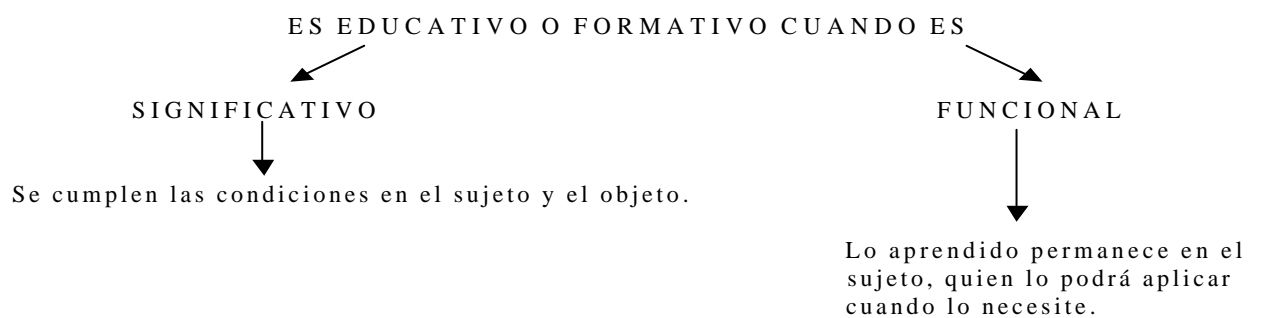 ES EDUCATIVO O FORMATIVO CUANDO ES
SIGNIFICATIVO
FUNCIONAL
Se cumplen las condiciones en el sujeto y el objeto.
Lo aprendido permanece en el
sujeto, quien lo podrá aplicar
cuando lo necesite.